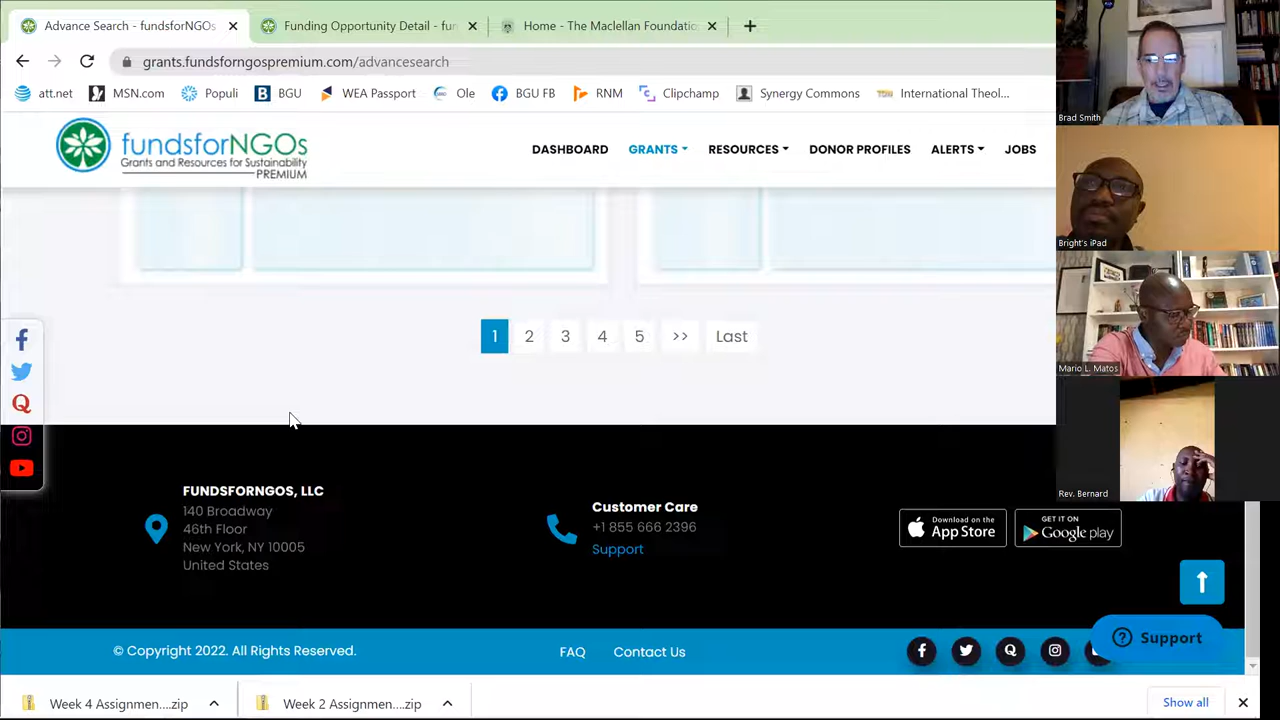 Advance Search - fundsforNGOs
Funding Opportunity Detail - fun
Home - The Maclellan Foundatio
grants.fundsforngospremium.com/advancesearch
att.net
MSN.com
Populi
B BGU
WEA Passport
Ole
BGU FB
RNM
Clipchamp
Synergy Commons
International Theol...
fundsforNGOs
Grants and Resources for Sustainability
PREMIUM
DASHBOARD
GRANTS
RESOURCES
DONOR PROFILES
ALERTS
JOBS
1 2 3 4 5 >> Last
FUNDSFORNGOS, LLC
140 Broadway
46th Floor
New York, NY 10005
United States
Customer Care
+1 855 666 2396
Support
Download on the
App Store
GET IT ON
Google play
Support
© Copyright 2022. All Rights Reserved.
FAQ
Contact Us
Week 4 Assignmen....zip
Week 2 Assignmen....zip
Show all
Brad Smith
Bright's iPad
Mario L. Matos
Rev. Bernard